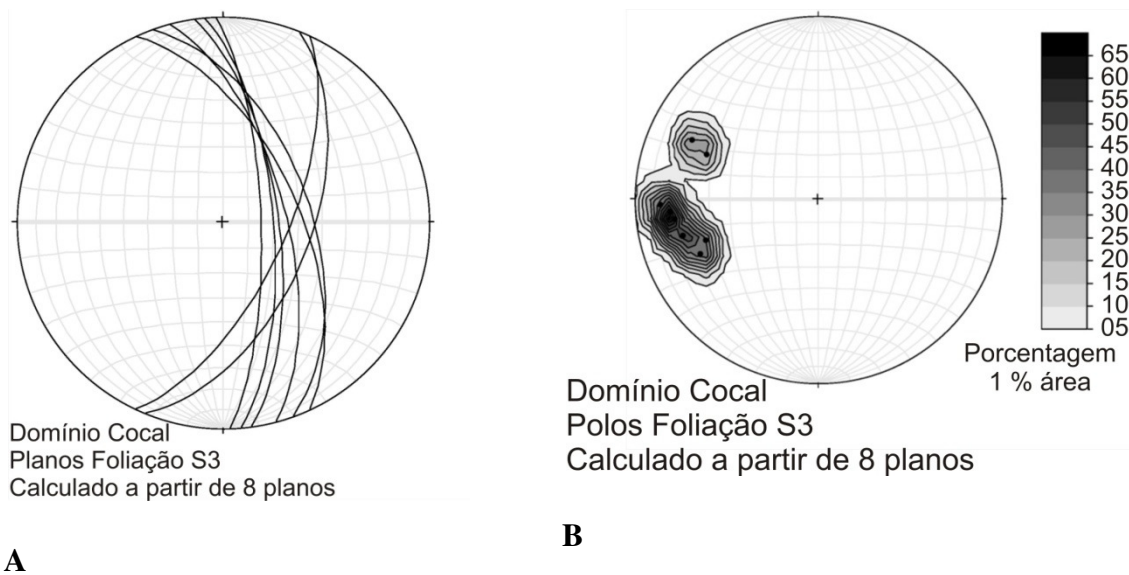 65
60
55
50
45
40
35
30
25
20
15
10
05
Porcentagem
1 % área
Domínio Cocal
Planos Foliação S3
Calculado a partir de 8 planos
Domínio Cocal
Polos Foliação S3
Calculado a partir de 8 planos
A
B